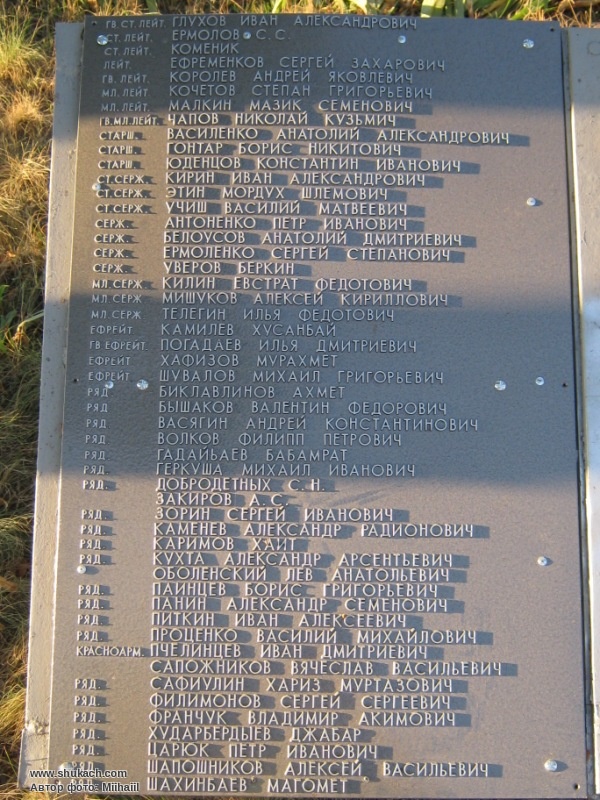 ГВ. СТ. ЛЕЙТ. ГЛУХОВ ИВАН АЛЕКСАНДРОВИЧ
СТ. ЛЕЙТ. ЕРМОЛОВ С. С.
СТ. ЛЕЙТ. КОМЕНИК
ЛЕЙТ. ЕФРЕМЕНКОВ СЕРГЕЙ ЗАХАРОВИЧ
ГВ. ЛЕЙТ. КОРОЛЕВ АНДРЕЙ ЯКОВЛЕВИЧ
МЛ. ЛЕЙТ. КОЧЕТОВ СТЕПАН ГРИГОРЬЕВИЧ
МЛ. ЛЕЙТ. МАЛКИН МАЗИК СЕМЕНОВИЧ
ГВ. МЛ. ЛЕЙТ. ЧАПОВ НИКОЛАЙ КУЗЬМИЧ
СТАРШ. ВАСИЛЕНКО АНАТОЛИЙ АЛЕКСАНДРОВИЧ
СТАРШ. ГОНТАР БОРИС НИКИТОВИЧ
СТАРШ. ЮДЕНЦОВ КОНСТАНТИН ИВАНОВИЧ
СТ. СЕРЖ. КИРИН ИВАН АЛЕКСАНДРОВИЧ
СТ. СЕРЖ. ЭТИН МОРДУХ ШЛЕМОВИЧ
СТ. СЕРЖ. УЧИШ ВАСИЛИЙ МАТВЕЕВИЧ
СЕРЖ. АНТОНЕНКО ПЕТР ИВАНОВИЧ
СЕРЖ. БЕЛОУСОВ АНАТОЛИЙ ДМИТРИЕВИЧ
СЕРЖ. ЕРМОЛЕНКО СЕРГЕЙ СТЕПАНОВИЧ
СЕРЖ. УВЕРОВ БЕРКИН
МЛ. СЕРЖ. КИЛИН ЕВСТРАТ ФЕДОТОВИЧ
МЛ. СЕРЖ. МИШУКОВ АЛЕКСЕЙ КИРИЛЛОВИЧ
МЛ. СЕРЖ. ТЕЛЕГИН ИЛЬЯ ФЕДОТОВИЧ
ЕФРЕЙТ. КАМИЛЕВ ХУСАНБАЙ
ГВ. ЕФРЕЙТ. ПОГАДАЕВ ИЛЬЯ ДМИТРИЕВИЧ
ЕФРЕЙТ. ХАФИЗОВ МУРАХМЕТ
ЕФРЕЙТ. ШУВАЛОВ МИХАИЛ ГРИГОРЬЕВИЧ
РЯД. БИКЛАВЛИНОВ АХМЕТ
РЯД. БЫШАКОВ ВАЛЕНТИН ФЕДОРОВИЧ
РЯД. ВАСЯГИН АНДРЕЙ КОНСТАНТИНОВИЧ
РЯД. ВОЛКОВ ФИЛИПП ПЕТРОВИЧ
РЯД. ГАДАЙБАЕВ БАБАМРАТ
РЯД. ГЕРКУША МИХАИЛ ИВАНОВИЧ
РЯД. ДОБРОДЕТНЫХ С. Н.
ЗАКИРОВ А. С.
РЯД. ЗОРИН СЕРГЕЙ ИВАНОВИЧ
РЯД. КАМЕНЕВ АЛЕКСАНДР РАДИОНОВИЧ
РЯД. КАРИМОВ ХАИТ
РЯД. КУХТА АЛЕКСАНДР АРСЕНТЬЕВИЧ
ОБОЛЕНСКИЙ ЛЕВ АНАТОЛЬЕВИЧ
РЯД. ПАИНЦЕВ БОРИС ГРИГОРЬЕВИЧ
РЯД. ПАНИН АЛЕКСАНДР СЕМЕНОВИЧ
РЯД. ПИТКИН ИВАН АЛЕКСЕЕВИЧ
РЯД. ПРОЦЕНКО ВАСИЛИЙ МИХАЙЛОВИЧ
КРАСНОАРМ. ПЧЕЛИНЦЕВ ИВАН ДМИТРИЕВИЧ
САПОЖНИКОВ ВЯЧЕСЛАВ ВАСИЛЬЕВИЧ
РЯД. САФИУЛИН ХАРИЗ МУРТАЗОВИЧ
РЯД. ФИЛИМОНОВ СЕРГЕЙ СЕРГЕЕВИЧ
РЯД. ФРАНЧУК ВЛАДИМИР АКИМОВИЧ
РЯД. ХУДАРБЕРДЫЕВ ДЖАБАР
РЯД. ЦАРЮК ПЕТР ИВАНОВИЧ
РЯД. ШАПОШНИКОВ АЛЕКСЕЙ ВАСИЛЬЕВИЧ
РЯД. ШАХИНБАЕВ МАГОМЕТ
www.shukach.com
Автор фото: Miihaiil